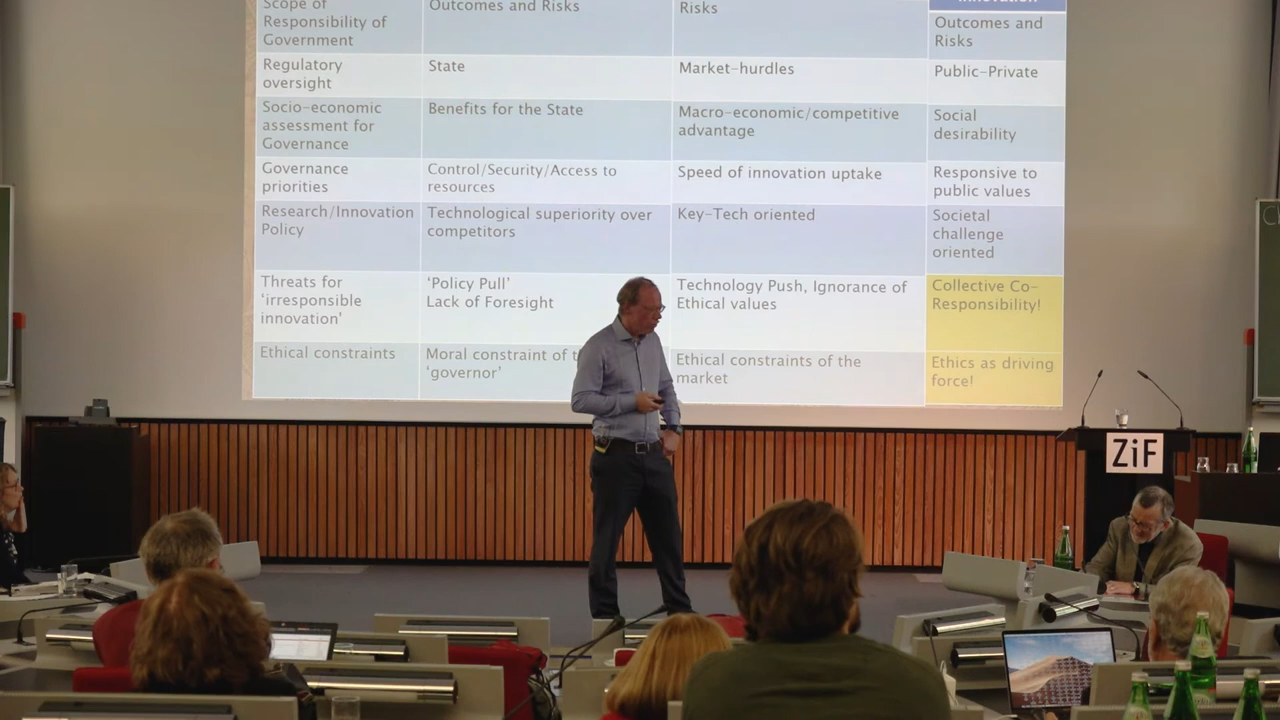 Scope of
Responsibility of
Government
Outcomes and Risks
Risks
innovation
Outcomes and
Risks
Regulatory
oversight
State
Market-hurdles
Public-Private
Socio-economic
assessment for
Governance
Benefits for the State
Macro-economic/competitive
advantage
Social
desirability
Governance
priorities
Control/Security/Access to
resources
Speed of innovation uptake
Responsive to
public values
Research/Innovation
Policy
Technological superiority over
competitors
Key-Tech oriented
Societal
challenge
oriented
Threats for
‘irresponsible
innovation’
‘Policy Pull’
Lack of Foresight
Technology Push, Ignorance of
Ethical values
Collective Co-
Responsibility!
Ethical constraints
Moral constraint of
‘governor’
Ethical constraints of the
market
Ethics as driving
force!
ZiF